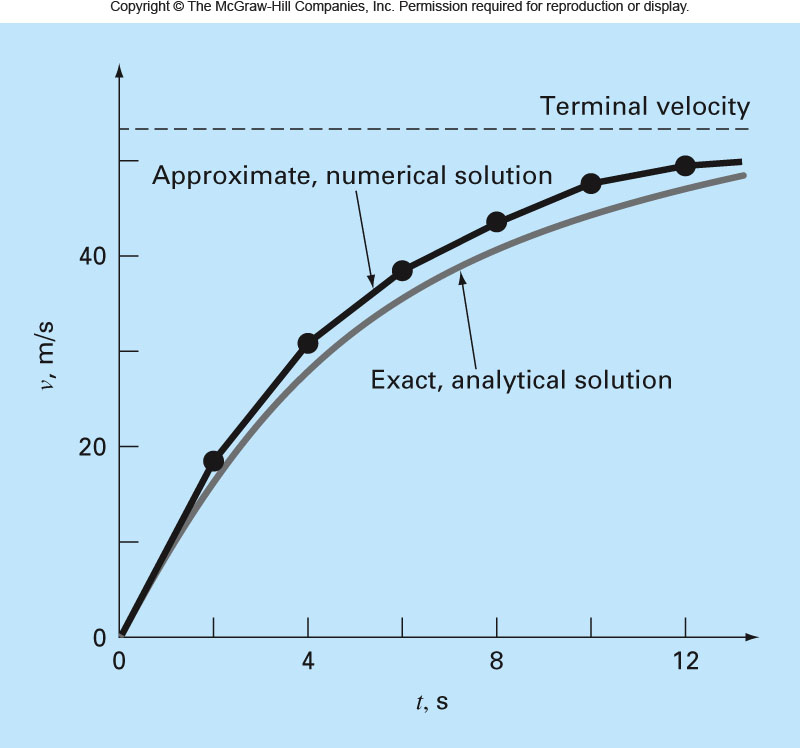 Copyright © The McGraw-Hill Companies, Inc. Permission required for reproduction or display.
Terminal velocity
Approximate, numerical solution
40
v, m/s
Exact, analytical solution
20
0
0 4 8 12
t, s